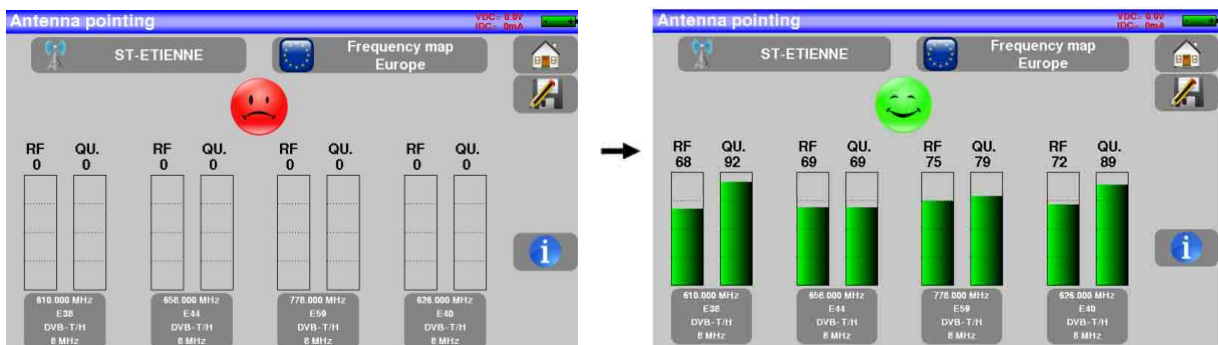 Antenna pointing
VDC= 0.0V
IDC= 0mA
ST-ETIENNE
Frequency map
Europe
RF QU. RF QU. RF QU. RF QU.
0 0 0 0 0 0 0 0
610.000 MHz 658.000 MHz 778.000 MHz 626.000 MHz
E38 E44 E59 E40
DVB-T/H DVB-T/H DVB-T/H DVB-T/H
8 MHz 8 MHz 8 MHz 8 MHz
Antenna pointing
VDC= 0.0V
IDC= 0mA
ST-ETIENNE
Frequency map
Europe
RF QU. RF QU. RF QU. RF QU.
68 92 69 69 75 79 72 89
610.000 MHz 658.000 MHz 778.000 MHz 626.000 MHz
E38 E44 E59 E40
DVB-T/H DVB-T/H DVB-T/H DVB-T/H
8 MHz 8 MHz 8 MHz 8 MHz